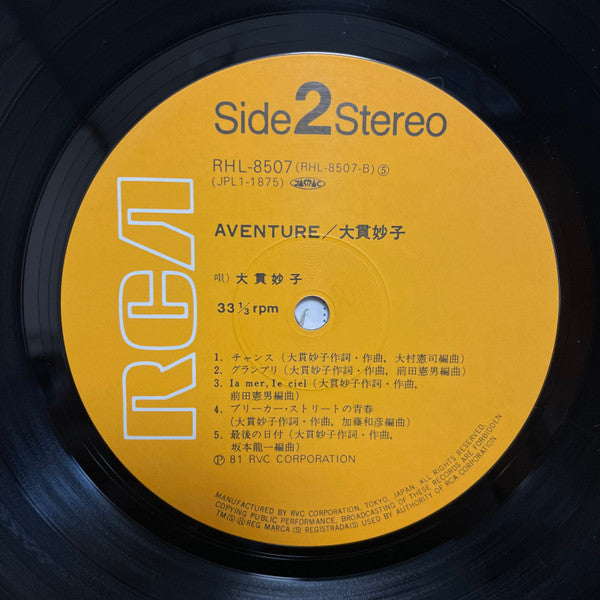 Side 2 Stereo
RHL-8507 (RHL-8507-B) Ⓢ
(JPL1-1875) JASRAC
AVENTURE/大貫妙子
唄) 大貫妙子
33 1/3 rpm
1. チャンス (大貫妙子作詞・作曲、大村憲司編曲)
2. グランプリ (大貫妙子作詞・作曲、前田憲男編曲)
3. la mer, le ciel (大貫妙子作詞・作曲、
前田憲男編曲)
4. ブリーカー・ストリートの青春
(大貫妙子作詞・作曲、加藤和彦編曲)
5. 最後の日付 (大貫妙子作詞・作曲、
坂本龍一編曲)
Ⓟ 81 RVC CORPORATION
MANUFACTURED BY RVC CORPORATION, TOKYO, JAPAN, ALL RIGHTS RESERVED,
COPYING PUBLIC PERFORMANCE, BROADCASTING OF THESE RECORDS ARE FORBIDDEN
TM(S) Ⓡ REG. MARCA (S) REGISTRADA(S) USED BY AUTHORITY OF RCA CORPORATION
RCA